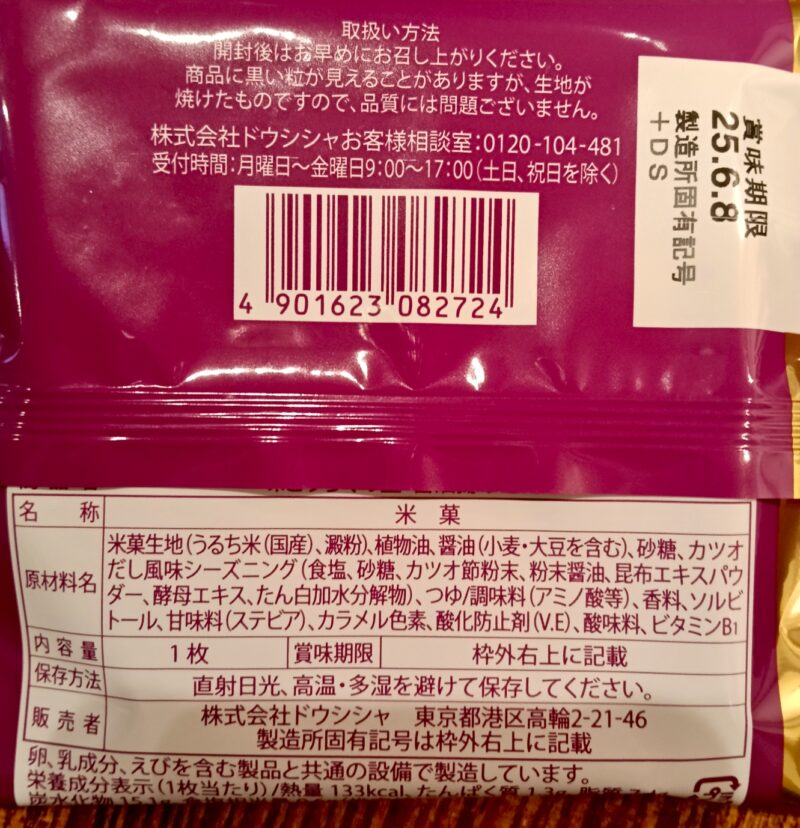 取扱い方法
開封後はお早めにお召し上がりください。
商品に黒い粒が見えることがありますが、生地が
焼けたものですので、品質には問題ございません。
株式会社ドウシシャお客様相談室:0120-104-481
受付時間:月曜日〜金曜日9:00〜17:00(土日、祝日を除く)
賞味期限
25.6.8
製造所固有記号
+DS
4 901623 082724
名 称 米 菓
原材料名 米菓生地(うるち米(国産)、澱粉)、植物油、醤油(小麦・大豆を含む)、砂糖、カツオ
だし風味シーズニング(食塩、砂糖、カツオ節粉末、粉末醤油、昆布エキスパウ
ダー、酵母エキス、たん白加水分解物)、つゆ/調味料(アミノ酸等)、香料、ソルビ
トール、甘味料(ステビア)、カラメル色素、酸化防止剤(V.E)、酸味料、ビタミンB1
内容量 1枚 賞味期限 枠外右上に記載
保存方法 直射日光、高温・多湿を避けて保存してください。
販売者 株式会社ドウシシャ 東京都港区高輪2-21-46
製造所固有記号は枠外右上に記載
卵、乳成分、えびを含む製品と共通の設備で製造しています。
栄養成分表示(1枚当たり)/熱量 133kcal、たんぱく質 1.3g、脂質
炭水化物 15.1g、